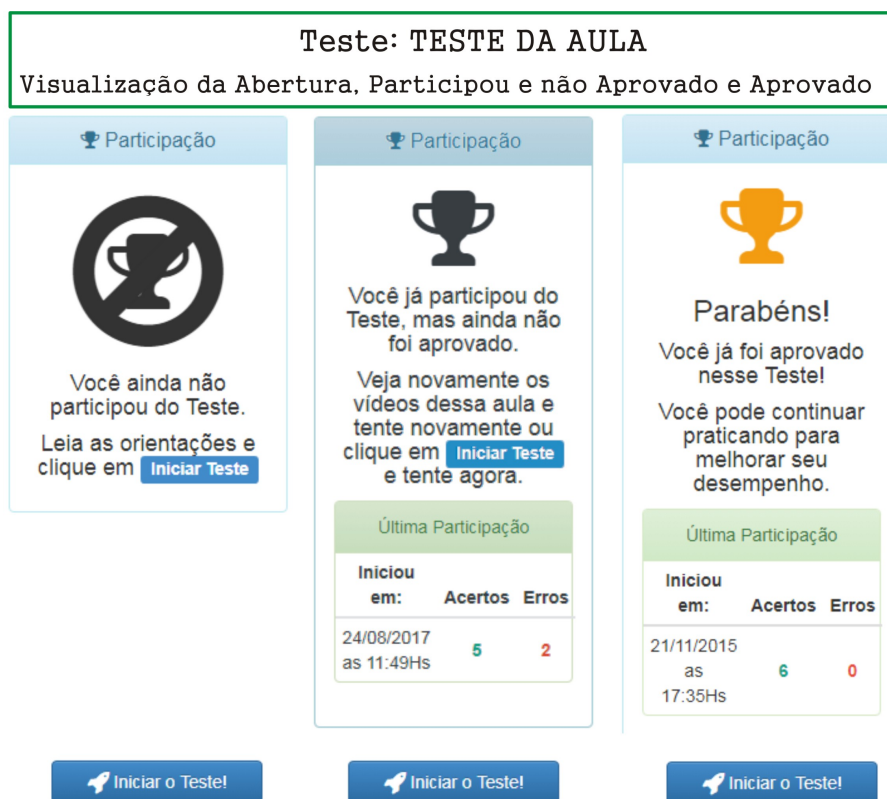 Teste: TESTE DA AULA
Visualização da Abertura, Participou e não Aprovado e Aprovado
Participação
Você ainda não
participou do Teste.
Leia as orientações e
clique em Iniciar Teste
Iniciar o Teste!
Participação
Você já participou do
Teste, mas ainda não
foi aprovado.
Veja novamente os
vídeos dessa aula e
tente novamente ou
clique em Iniciar Teste
e tente agora.
Última Participação
Iniciou
em: Acertos Erros
24/08/2017
as 11:49Hs 5 2
Iniciar o Teste!
Participação
Parabéns!
Você já foi aprovado
nesse Teste!
Você pode continuar
praticando para
melhorar seu
desempenho.
Última Participação
Iniciou
em: Acertos Erros
21/11/2015
as 6 0
17:35Hs
Iniciar o Teste!